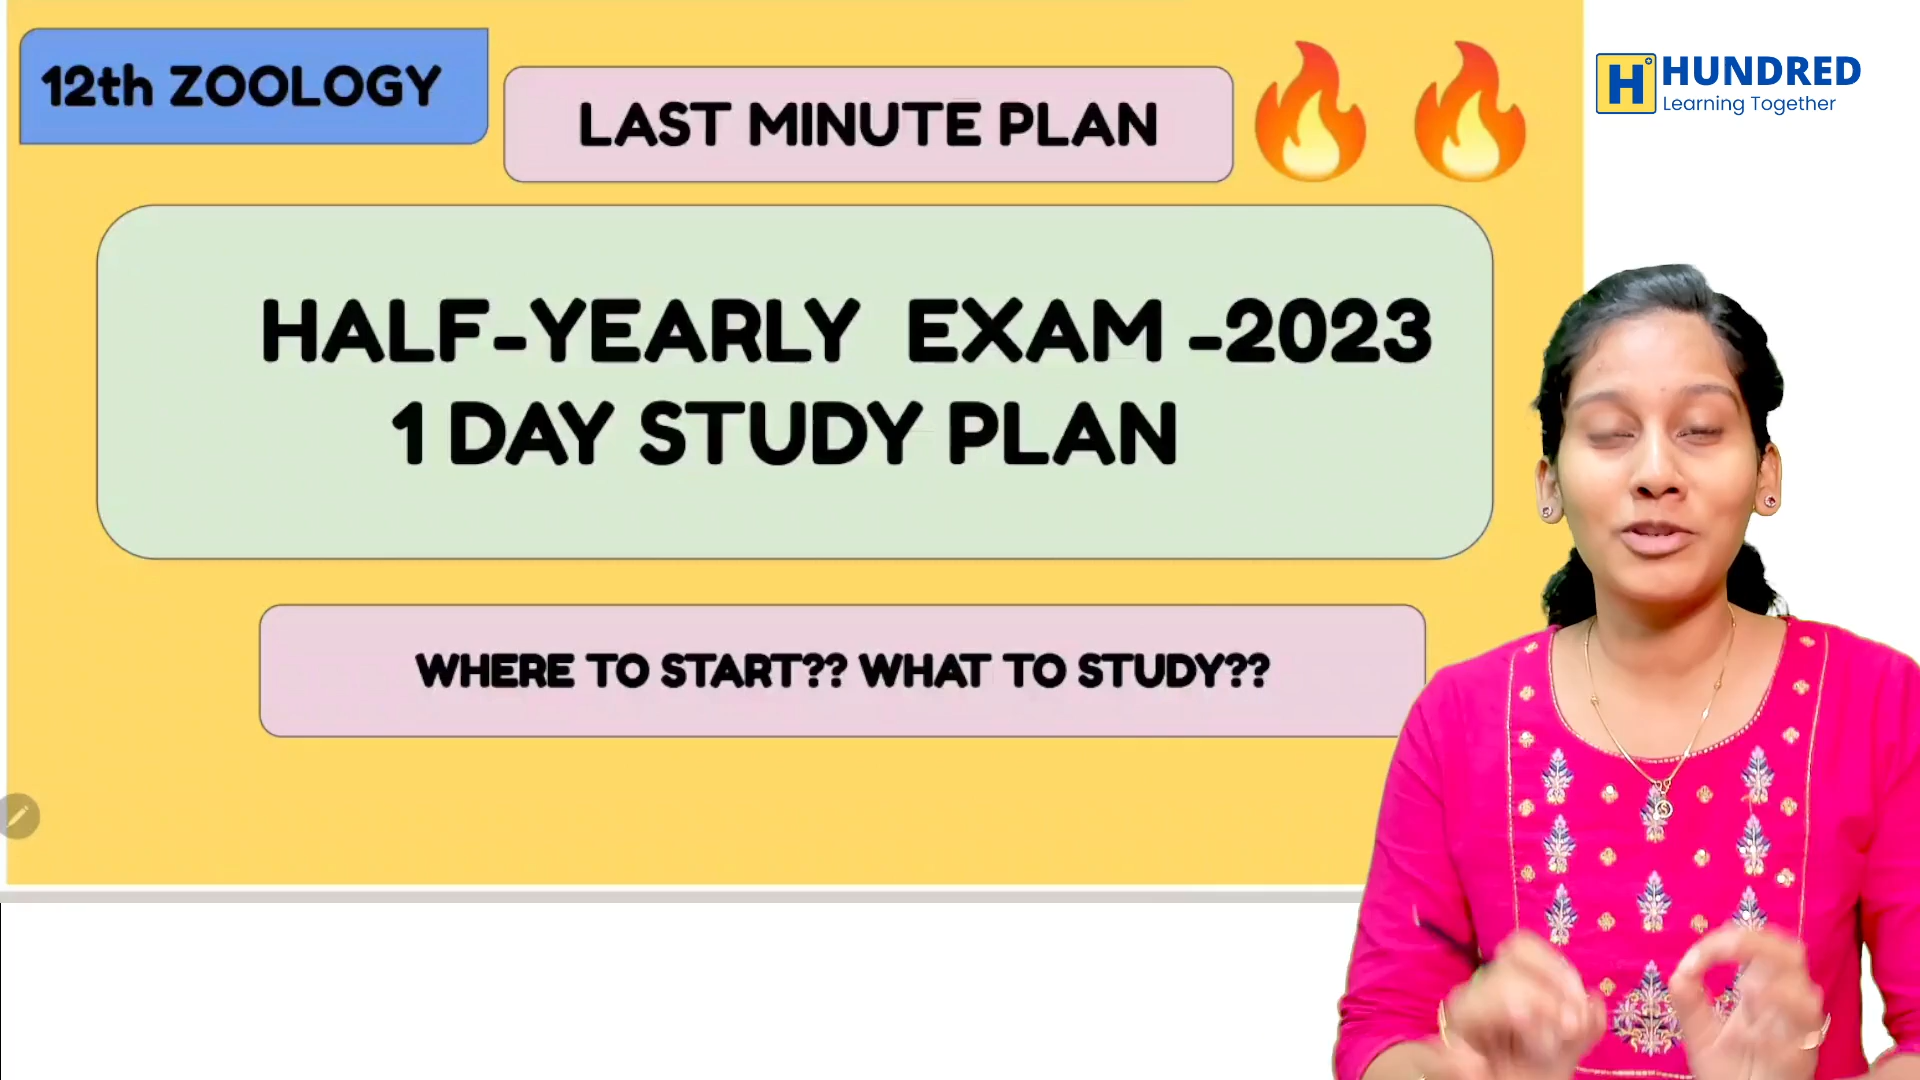 12th ZOOLOGY
LAST MINUTE PLAN
HALF-YEARLY EXAM -2023
1 DAY STUDY PLAN
WHERE TO START?? WHAT TO STUDY??
H
HUNDRED
Learning Together